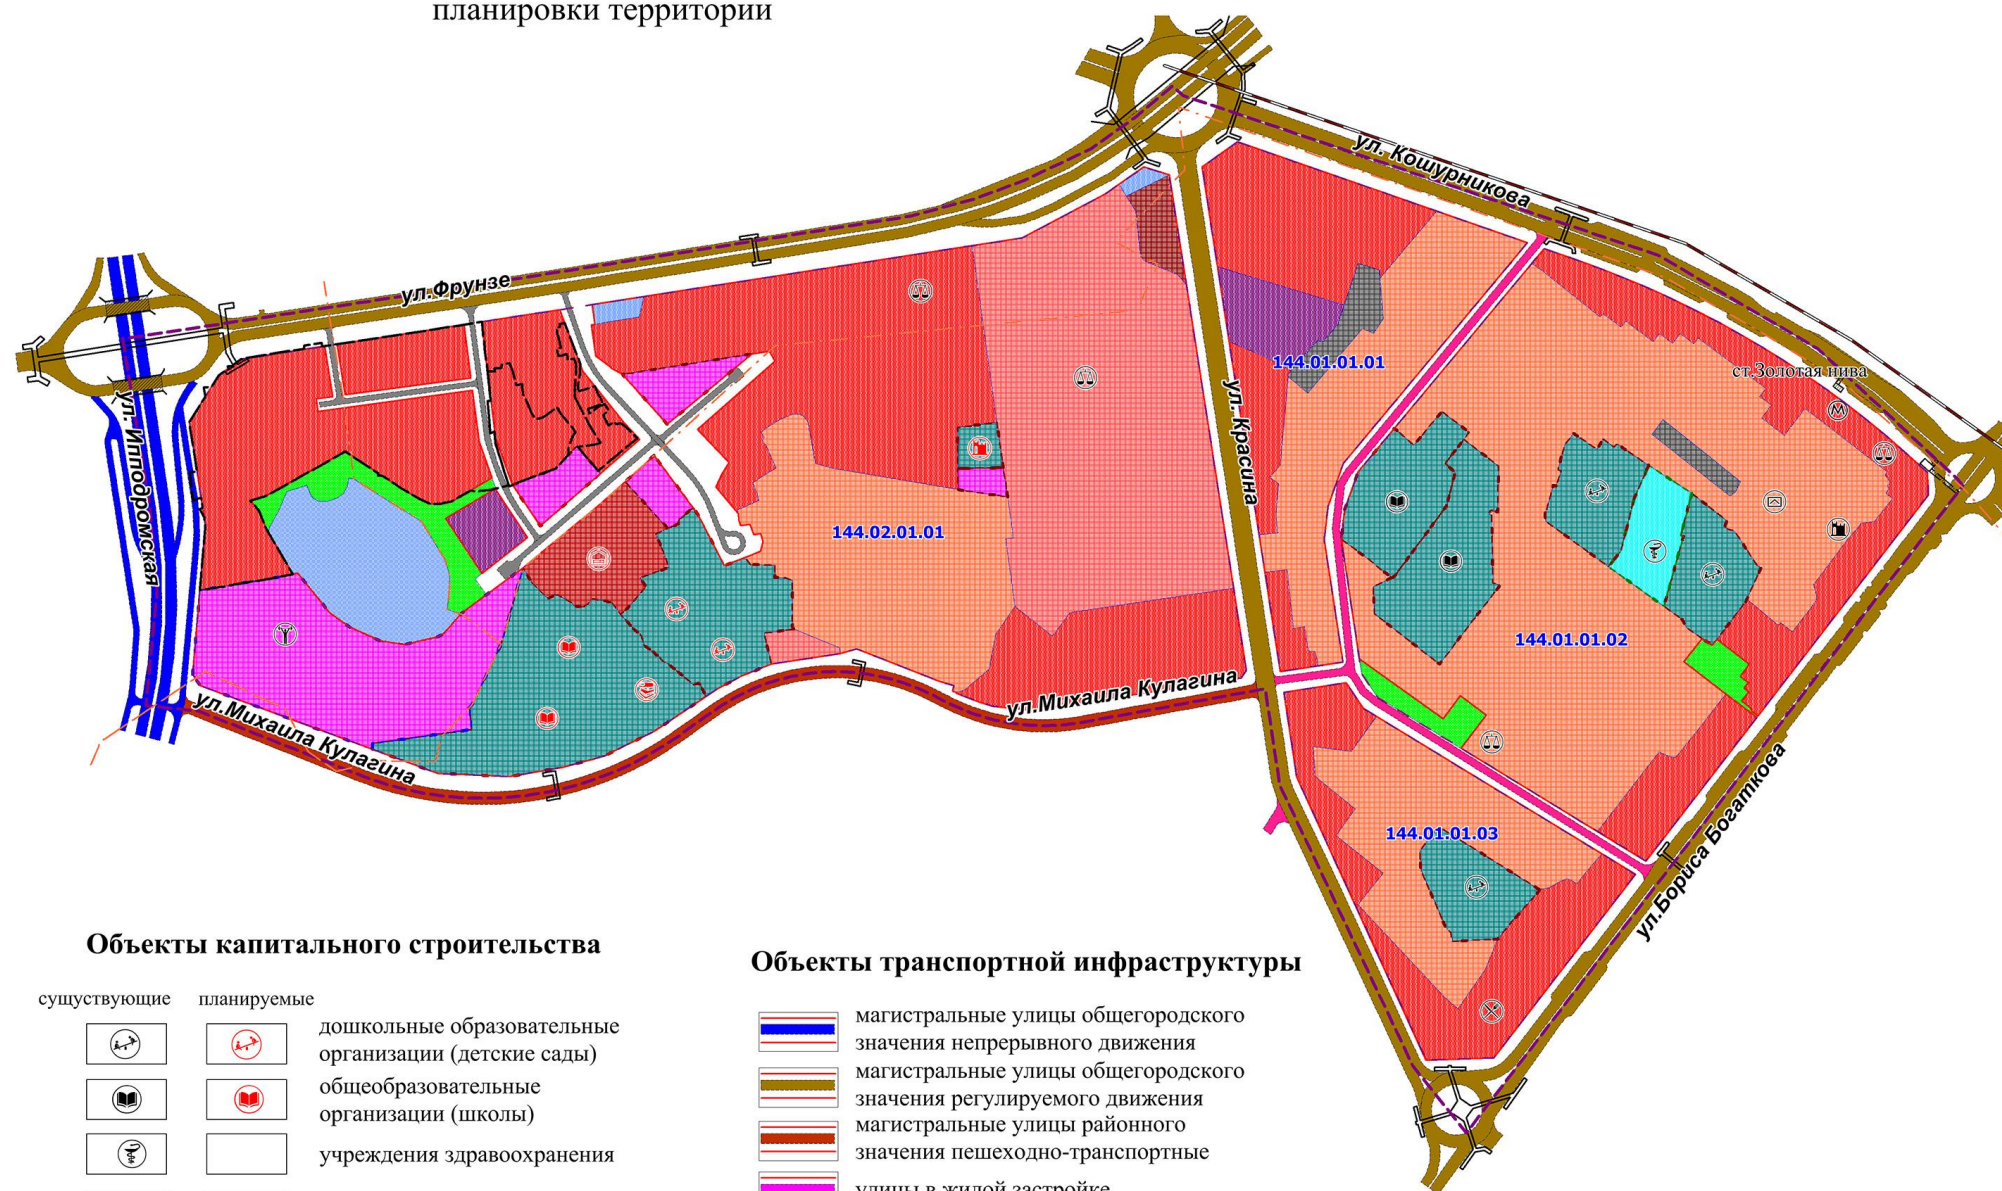 планировки территории
ул. Кошурникова
ул.Фрунзе
ул. Ипподромская
ул. Красина
144.01.01.01
ст.Золотая нива
М
144.02.01.01
144.01.01.02
ул.Михаила Кулагина
ул.Михаила Кулагина
144.01.01.03
ул.Бориса Богаткова
Объекты капитального строительства
существующие планируемые
дошкольные образовательные
организации (детские сады)
общеобразовательные
организации (школы)
учреждения здравоохранения
Объекты транспортной инфраструктуры
магистральные улицы общегородского
значения непрерывного движения
магистральные улицы общегородского
значения регулируемого движения
магистральные улицы районного
значения пешеходно-транспортные
улицы в жилой застройке